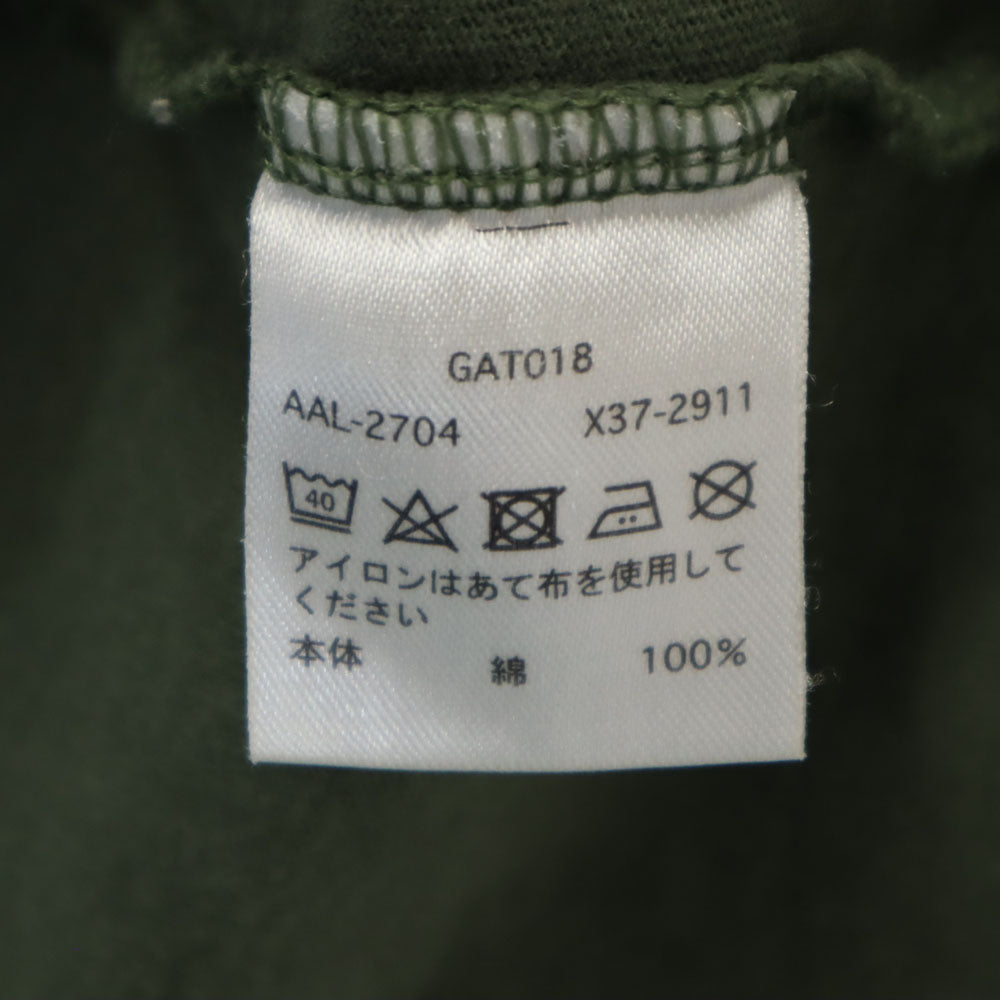 GAT018
AAL-2704 X37-2911
40
アイロンはあて布を使用して
ください
本体 綿 100%